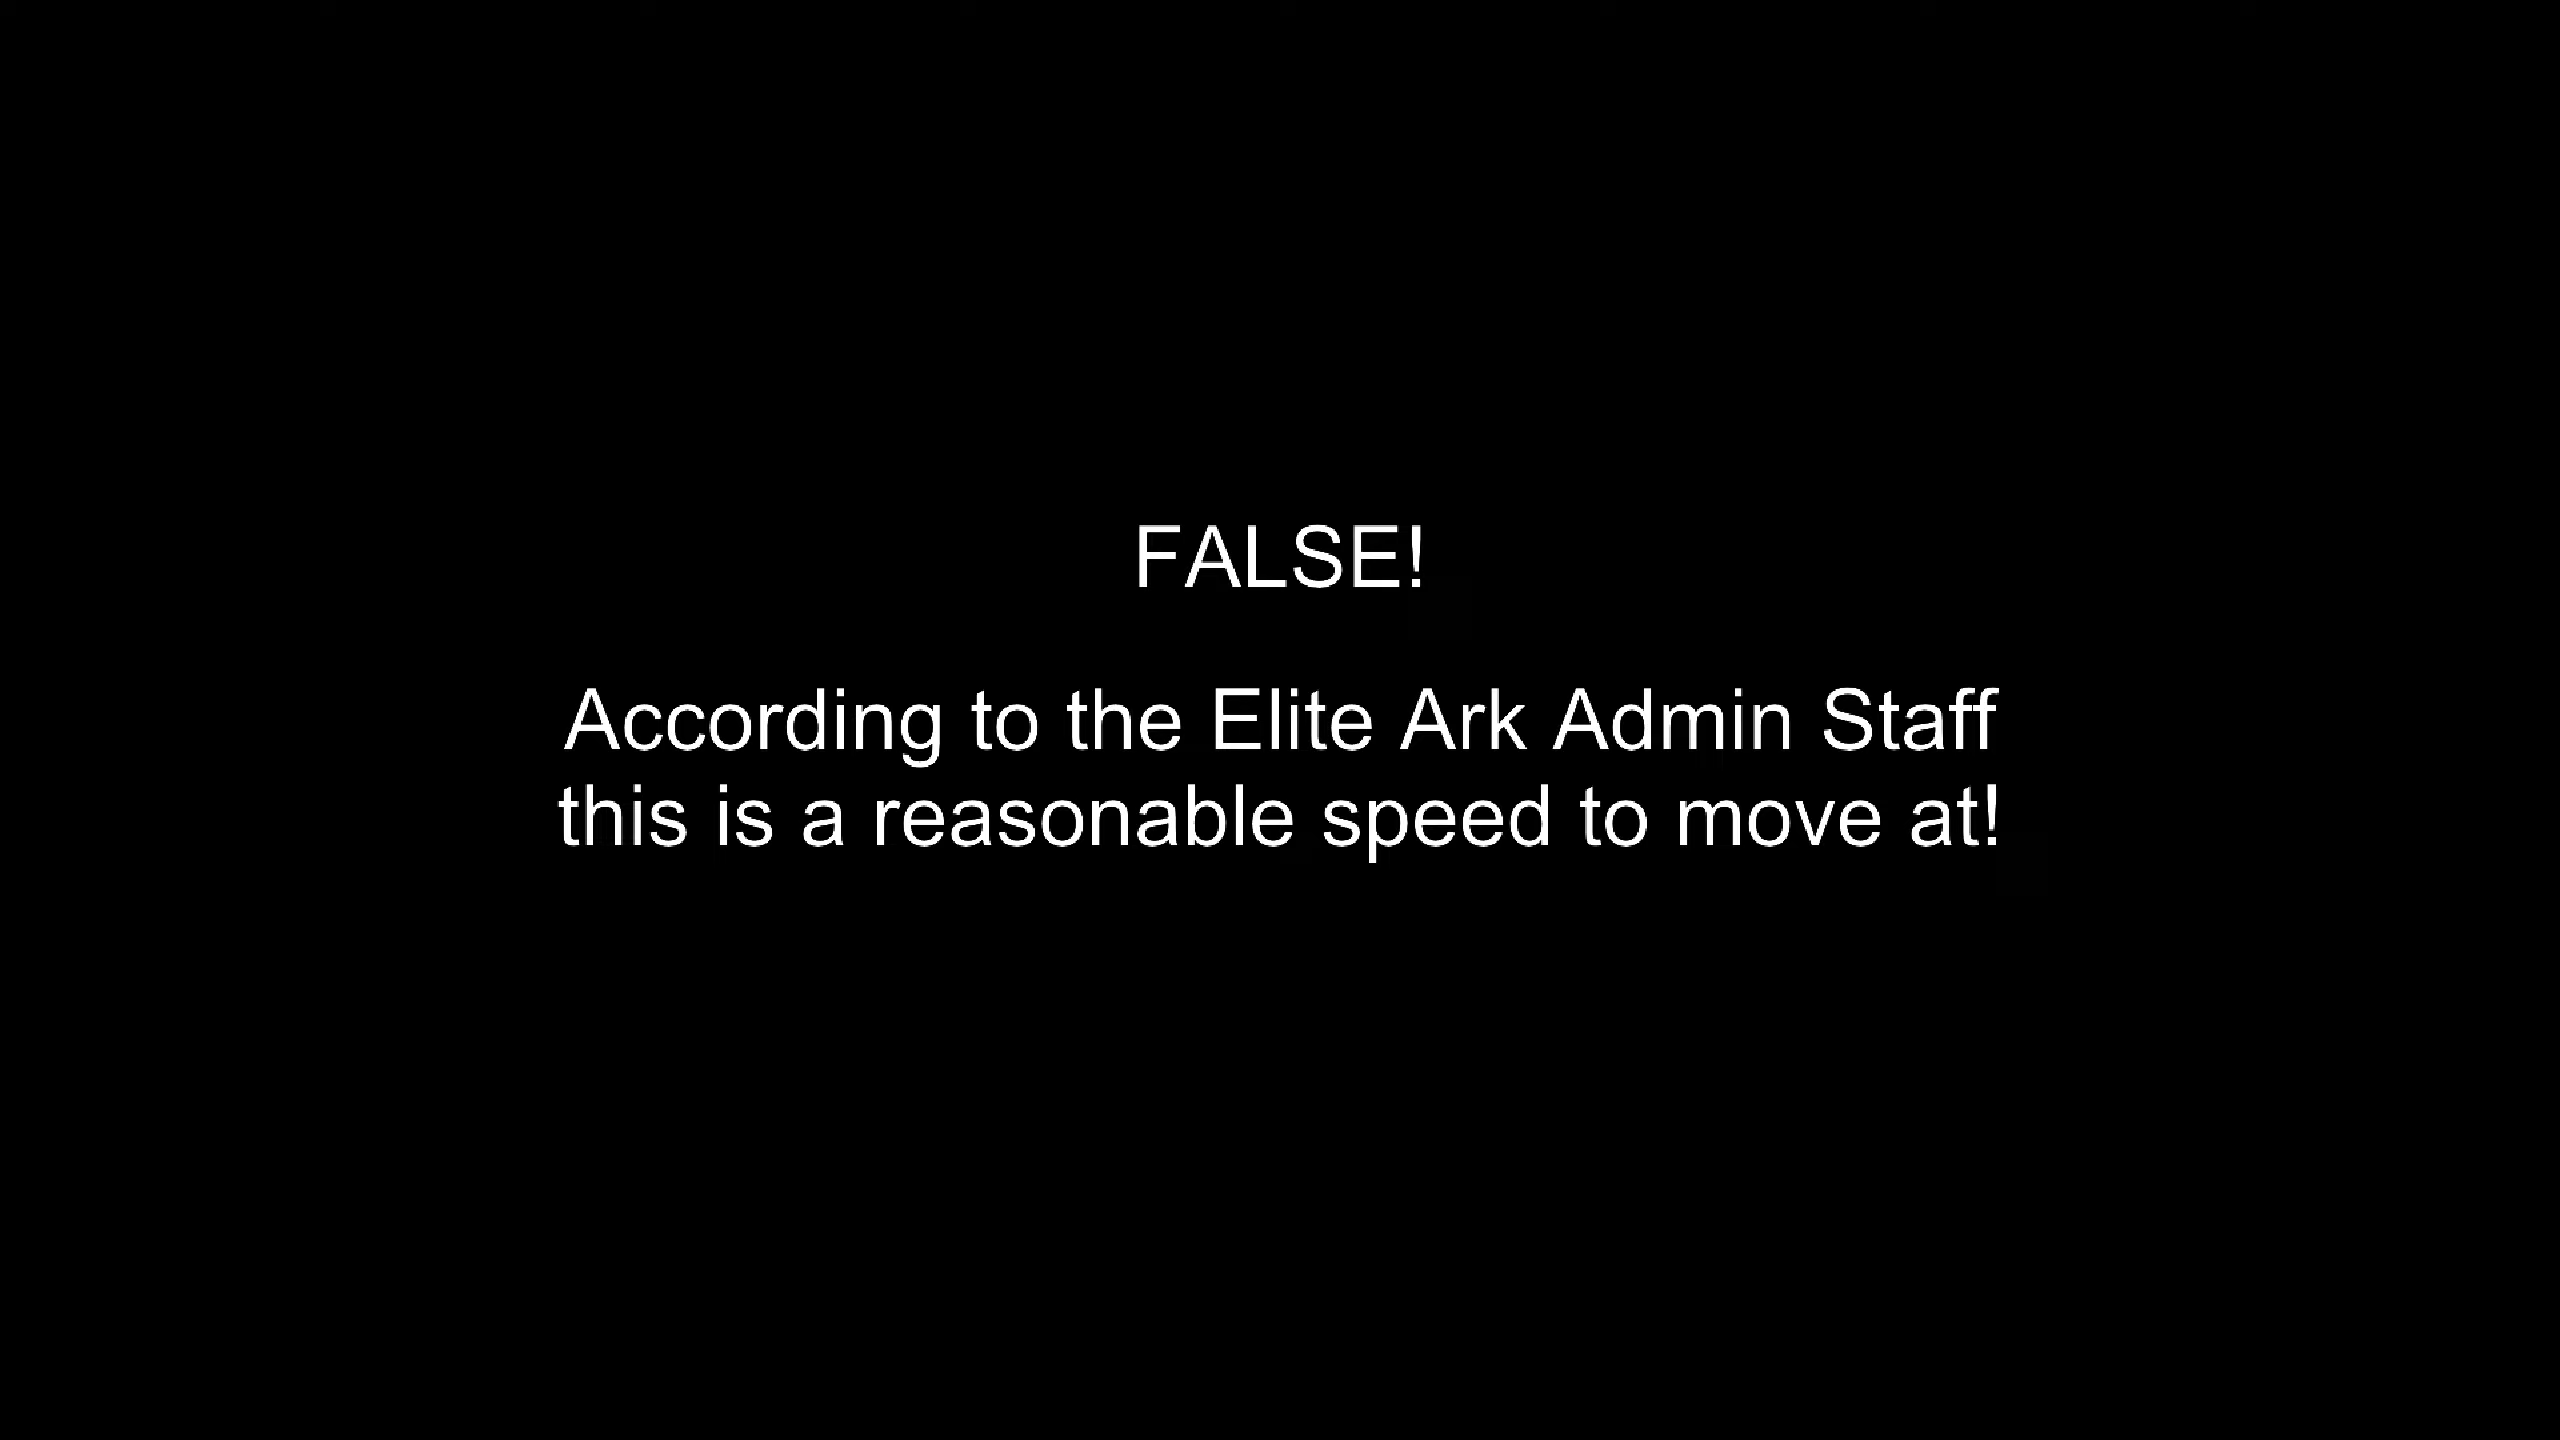 FALSE!
According to the Elite Ark Admin Staff
this is a reasonable speed to move at!